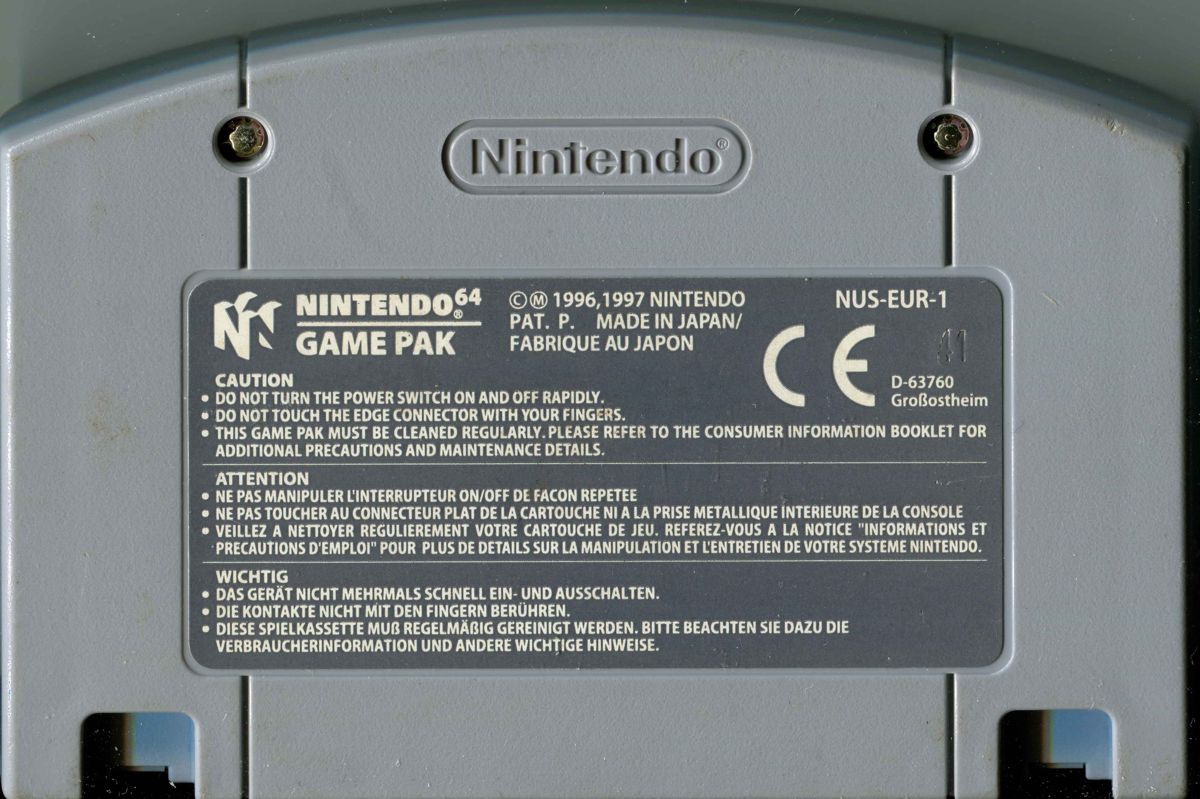 Nintendo®
NINTENDO64®
GAME PAK
©Ⓜ 1996,1997 NINTENDO
PAT. P. MADE IN JAPAN/
FABRIQUE AU JAPON
NUS-EUR-1
CE
41
D-63760
Großostheim
CAUTION
• DO NOT TURN THE POWER SWITCH ON AND OFF RAPIDLY.
• DO NOT TOUCH THE EDGE CONNECTOR WITH YOUR FINGERS.
• THIS GAME PAK MUST BE CLEANED REGULARLY. PLEASE REFER TO THE CONSUMER INFORMATION BOOKLET FOR
ADDITIONAL PRECAUTIONS AND MAINTENANCE DETAILS.
ATTENTION
• NE PAS MANIPULER L'INTERRUPTEUR ON/OFF DE FACON REPETEE
• NE PAS TOUCHER AU CONNECTEUR PLAT DE LA CARTOUCHE NI A LA PRISE METALLIQUE INTERIEURE DE LA CONSOLE
• VEILLEZ A NETTOYER REGULIEREMENT VOTRE CARTOUCHE DE JEU. REFEREZ-VOUS A LA NOTICE "INFORMATIONS ET
PRECAUTIONS D'EMPLOI" POUR PLUS DE DETAILS SUR LA MANIPULATION ET L'ENTRETIEN DE VOTRE SYSTEME NINTENDO.
WICHTIG
• DAS GERÄT NICHT MEHRMALS SCHNELL EIN- UND AUSSCHALTEN.
• DIE KONTAKTE NICHT MIT DEN FINGERN BERÜHREN.
• DIESE SPIELKASSETTE MUß REGELMÄßIG GEREINIGT WERDEN. BITTE BEACHTEN SIE DAZU DIE
VERBRAUCHERINFORMATION UND ANDERE WICHTIGE HINWEISE.